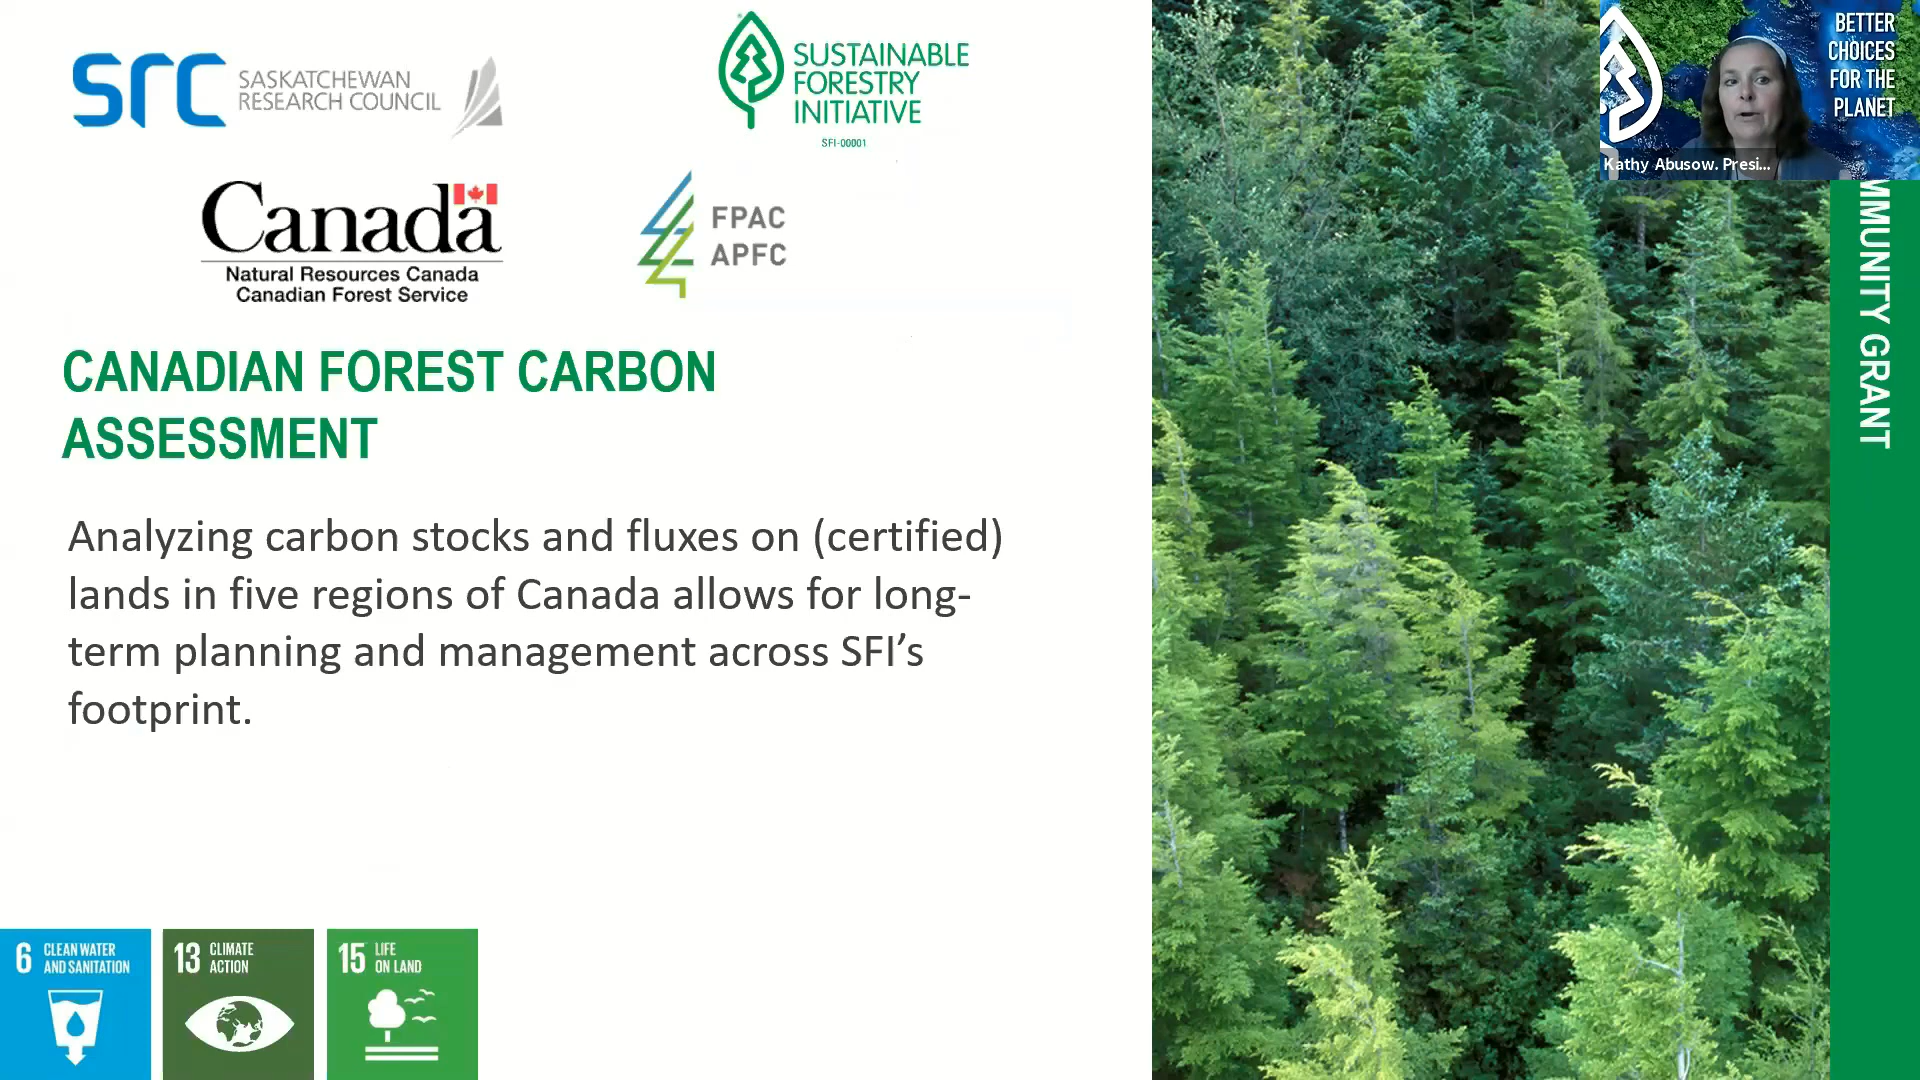 src SASKATCHEWAN
RESEARCH COUNCIL
SUSTAINABLE
FORESTRY
INITIATIVE
SFI-00001
Canada
Natural Resources Canada
Canadian Forest Service
FPAC
APFC
CANADIAN FOREST CARBON
ASSESSMENT
Analyzing carbon stocks and fluxes on (certified)
lands in five regions of Canada allows for long-
term planning and management across SFI’s
footprint.
6 CLEAN WATER
AND SANITATION
13 CLIMATE
ACTION
15 LIFE
ON LAND
BETTER
CHOICES
FOR THE
PLANET
Kathy Abusow. Presi...
MMUNITY GRANT